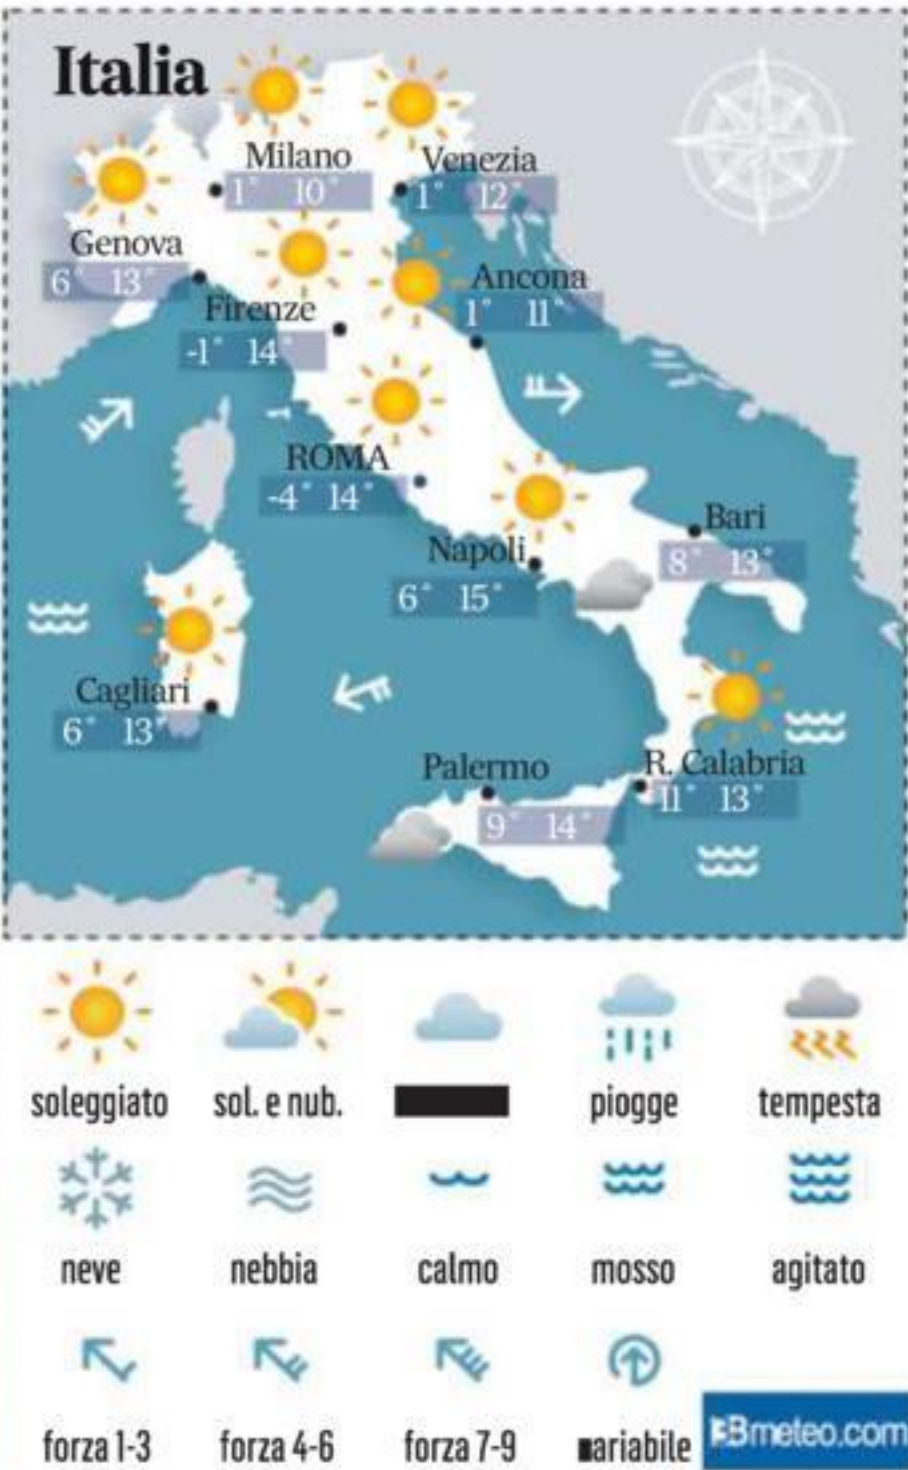 Italia
Milano
1° 10°
Venezia
1° 12°
Genova
6° 13°
Ancona
1° 11°
Firenze
-1° 14°
ROMA
-4° 14°
Bari
8° 13°
Napoli
6° 15°
Cagliari
6° 13°
Palermo
9° 14°
R. Calabria
11° 13°
soleggiato sol. e nub. piogge tempesta
neve nebbia calmo mosso agitato
forza 1-3 forza 4-6 forza 7-9 ariabile
3Bmeteo.com